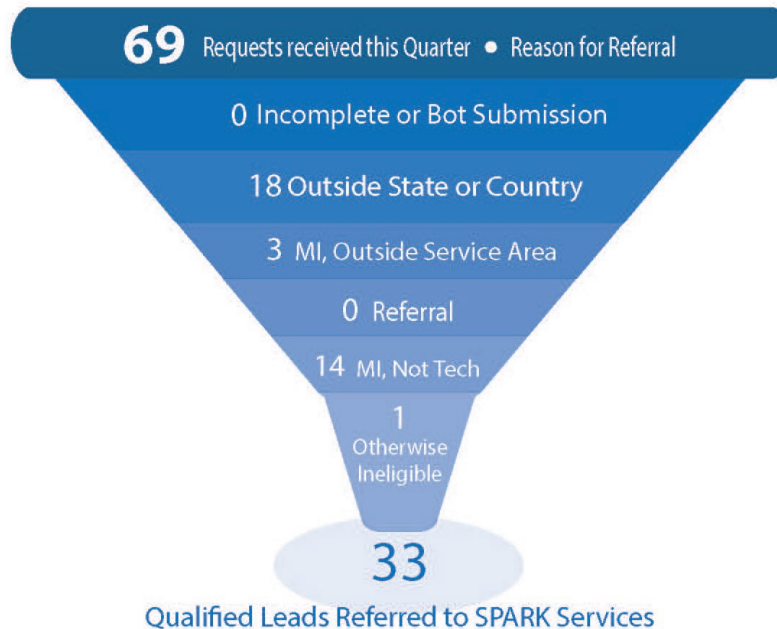 69 Requests received this Quarter • Reason for Referral
0 Incomplete or Bot Submission
18 Outside State or Country
3 MI, Outside Service Area
0 Referral
14 MI, Not Tech
1
Otherwise
Ineligible
33
Qualified Leads Referred to SPARK Services